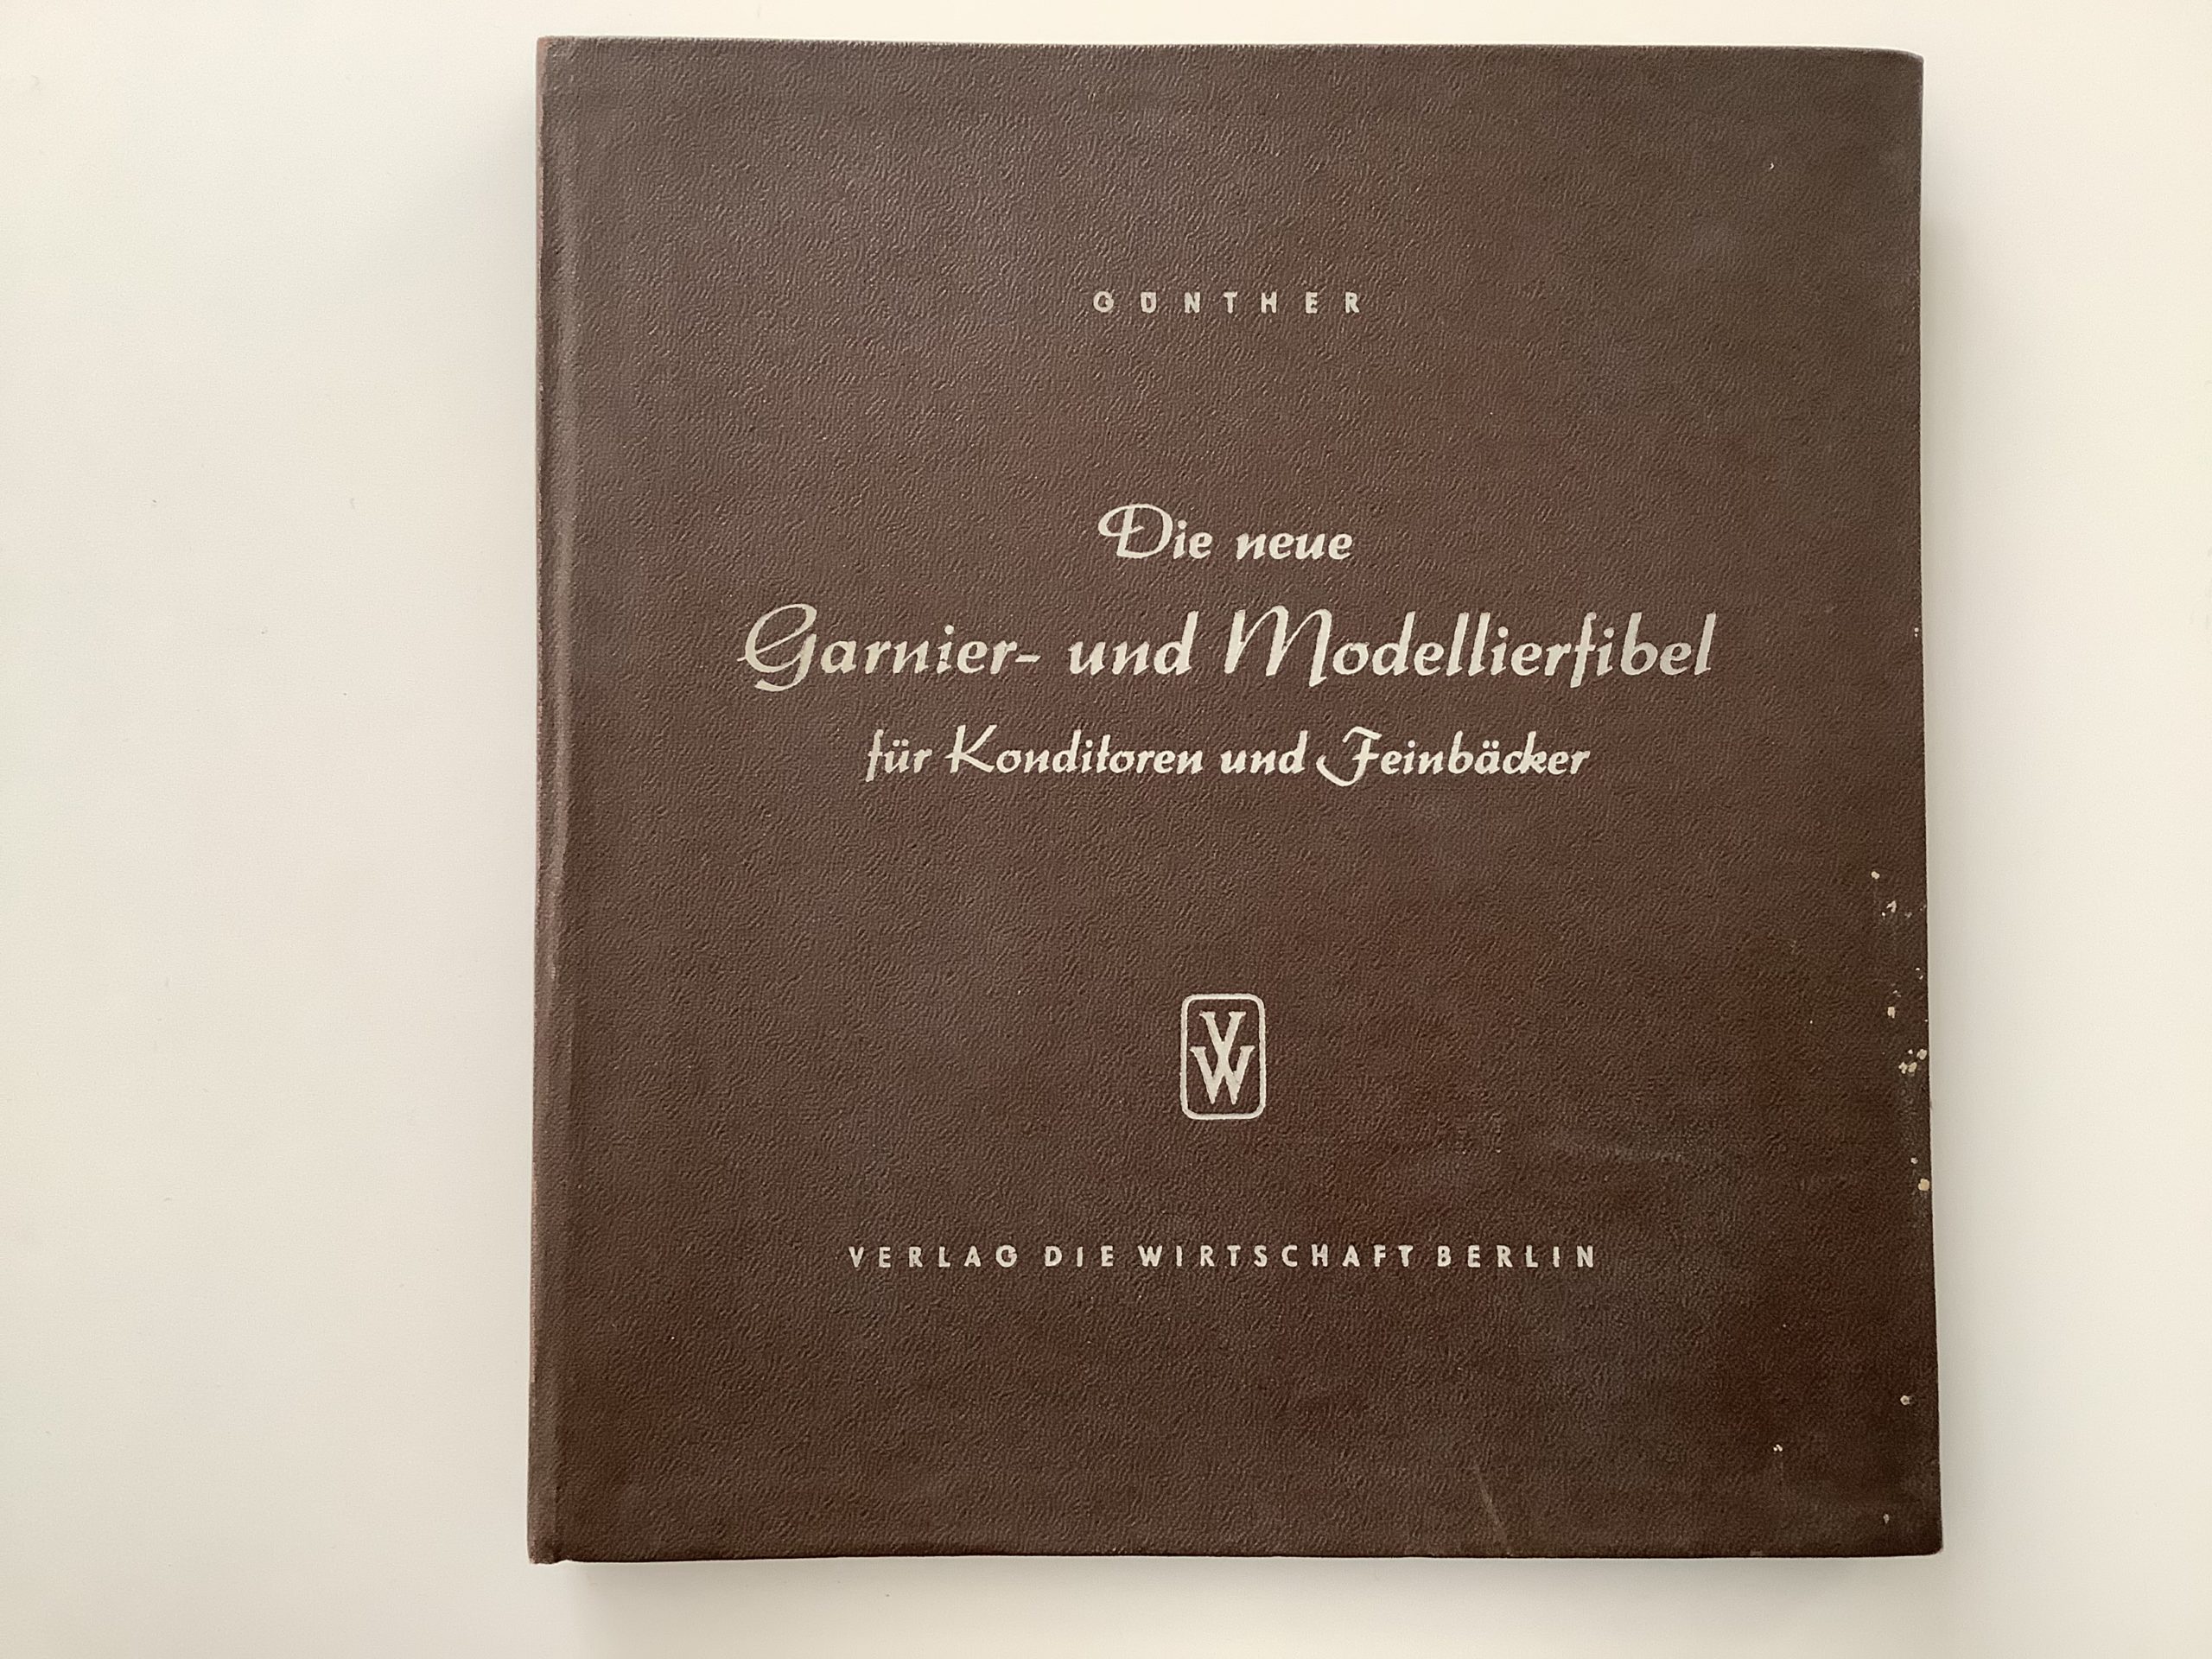 GÜNTHER
Die neue
Garnier- und Modellierfibel
für Konditoren und Feinbäcker
VW
VERLAG DIE WIRTSCHAFT BERLIN